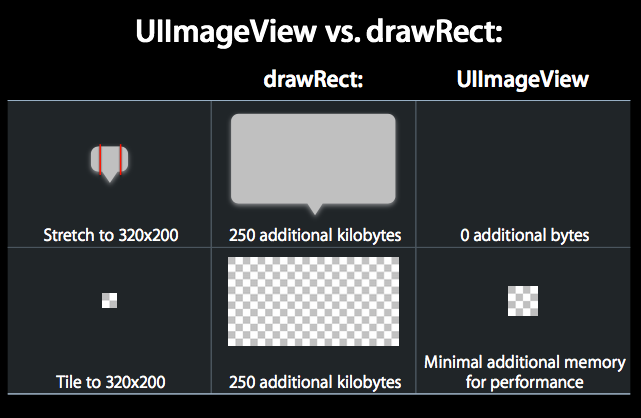 UIImageView vs. drawRect:
drawRect: UIImageView
Stretch to 320x200 250 additional kilobytes 0 additional bytes
Tile to 320x200 250 additional kilobytes Minimal additional memory
for performance